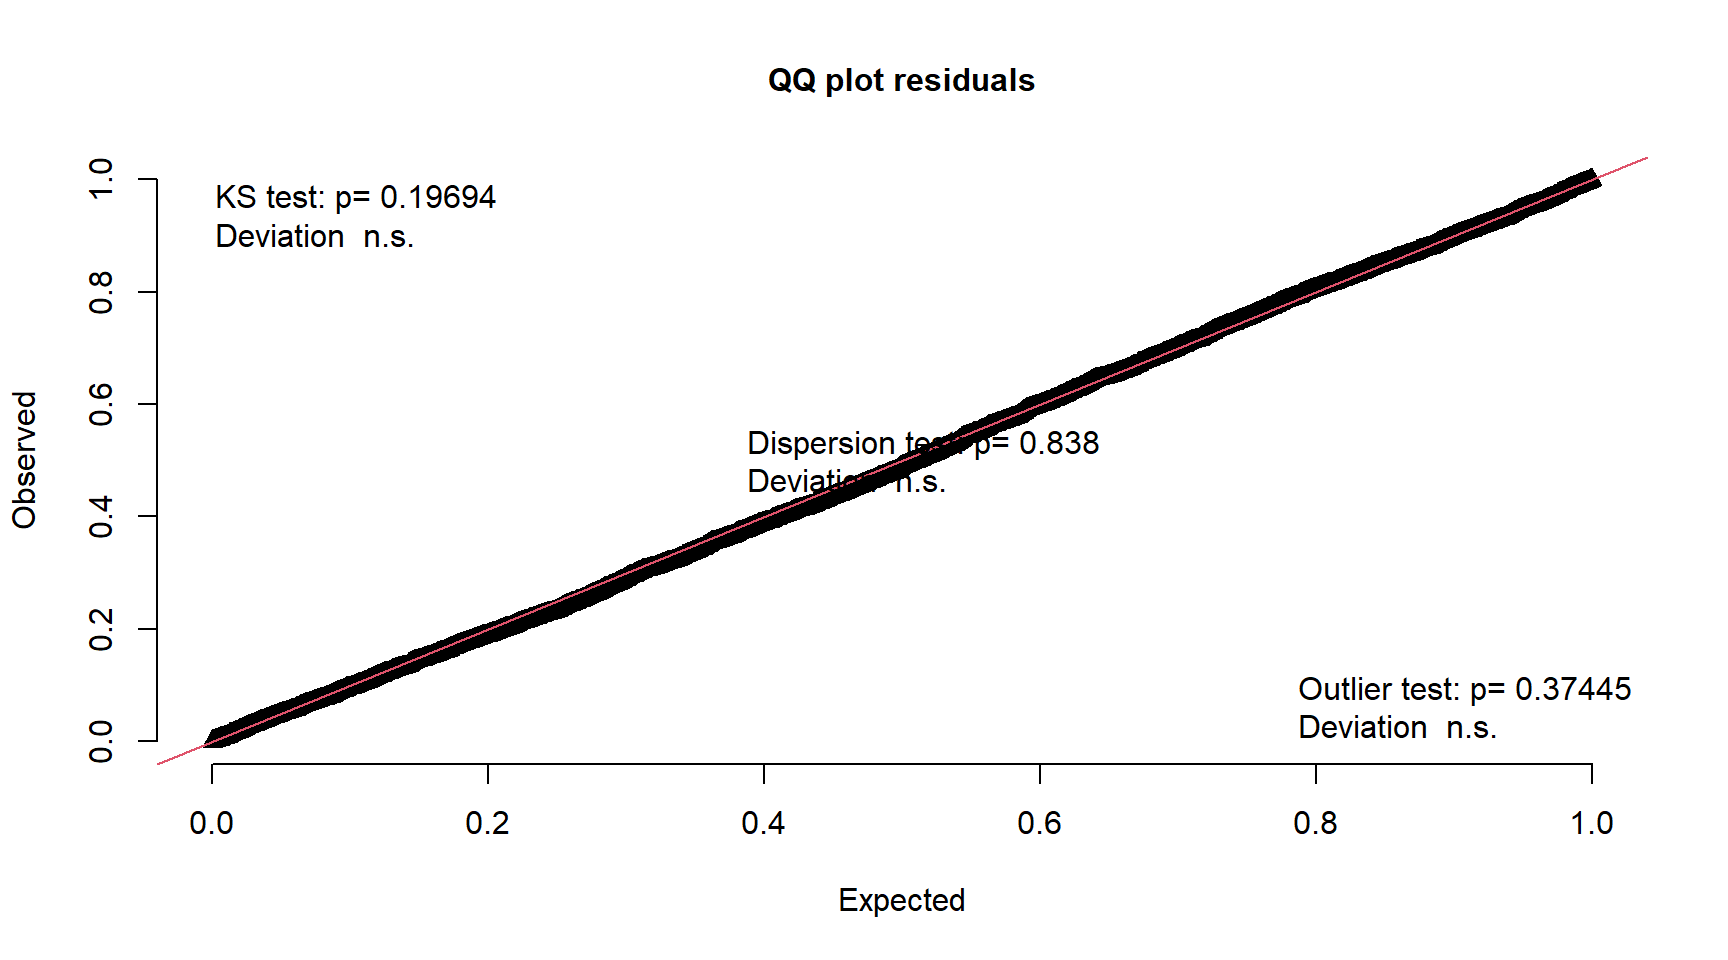 QQ plot residuals
KS test: p= 0.19694
Deviation n.s.
Dispersion test: p= 0.838
Deviation n.s.
Outlier test: p= 0.37445
Deviation n.s.
Observed
0.0 0.2 0.4 0.6 0.8 1.0
0.0 0.2 0.4 0.6 0.8 1.0
Expected